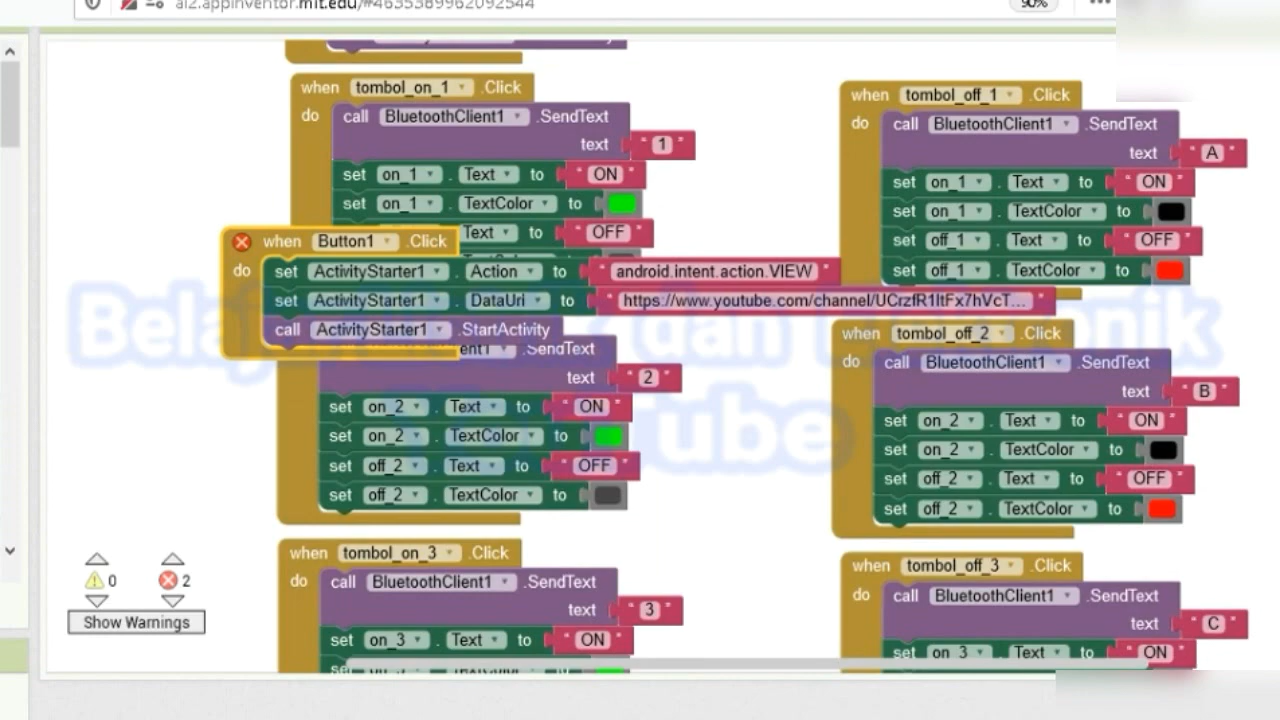 ai2.appinventor.mit.edu/#4635389962092544
90%
when tombol_on_1 .Click
do call BluetoothClient1 .SendText
text " 1 "
set on_1 . Text to " ON "
set on_1 . TextColor to
Text to " OFF "
when Button1 .Click
do set ActivityStarter1 . Action to " android.intent.action.VIEW "
set ActivityStarter1 . DataUri to " https://www.youtube.com/channel/UCrzfR1ItFx7hVcT... "
call ActivityStarter1 .StartActivity
ent1 .SendText
text " 2 "
set on_2 . Text to " ON "
set on_2 . TextColor to
set off_2 . Text to " OFF "
set off_2 . TextColor to
when tombol_on_3 .Click
do call BluetoothClient1 .SendText
text " 3 "
set on_3 . Text to " ON "
when tombol_off_1 .Click
do call BluetoothClient1 .SendText
text " A "
set on_1 . Text to " ON "
set on_1 . TextColor to
set off_1 . Text to " OFF "
set off_1 . TextColor to
when tombol_off_2 .Click
do call BluetoothClient1 .SendText
text " B "
set on_2 . Text to " ON "
set on_2 . TextColor to
set off_2 . Text to " OFF "
set off_2 . TextColor to
when tombol_off_3 .Click
do call BluetoothClient1 .SendText
text " C "
set on_3 . Text to " ON "
0 2
Show Warnings
dan